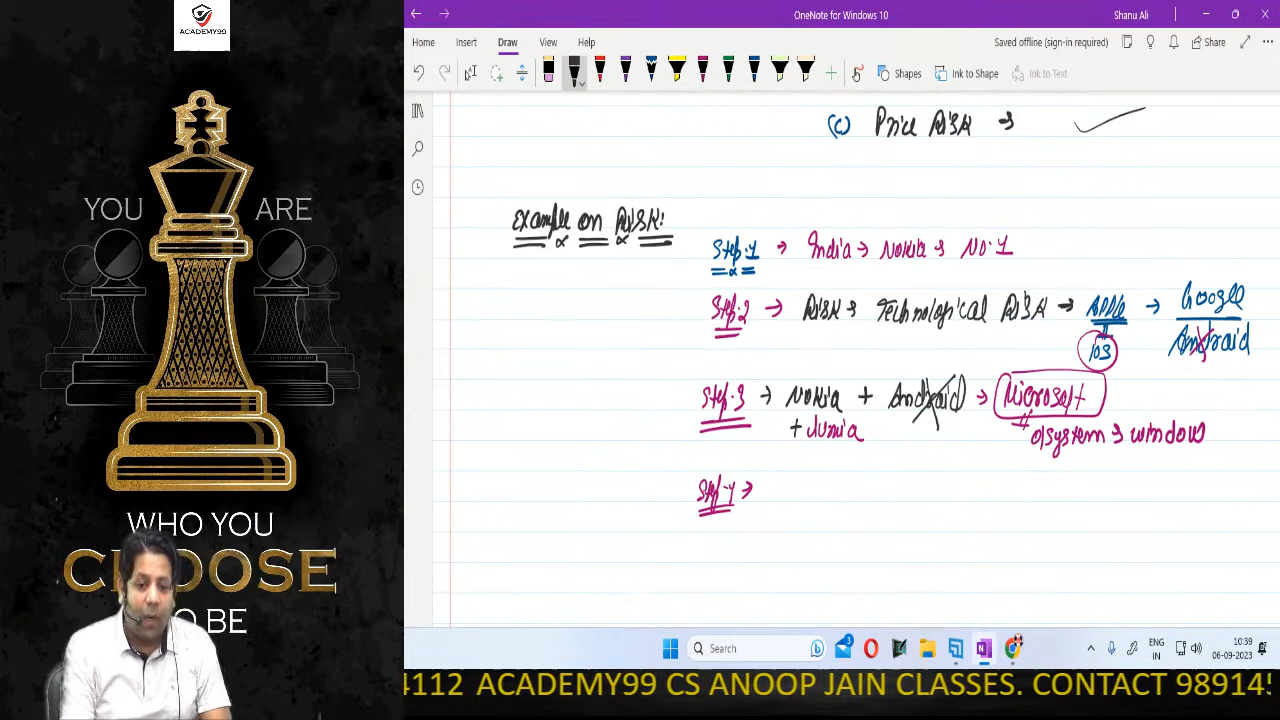 ACADEMY99
YOU ARE
WHO YOU
CHOOSE
TO BE
OneNote for Windows 10
Shanu Ali
Home Insert Draw View Help
Saved offline (sign-in required)
Share
Shapes
Ink to Shape
Ink to Text
(C) Price Risk →
Example on Risk:
Step-1 → India → Nokia → No-1
Step-2 → Risk → Technological Risk → Apple → Google
ios Android
Step-3 → Nokia + Android → Microsoft
+ Lumia
o/system → window
Step-4 →
Search
3
ENG
IN
10:39
06-09-2023
4112 ACADEMY99 CS ANOOP JAIN CLASSES. CONTACT 989145